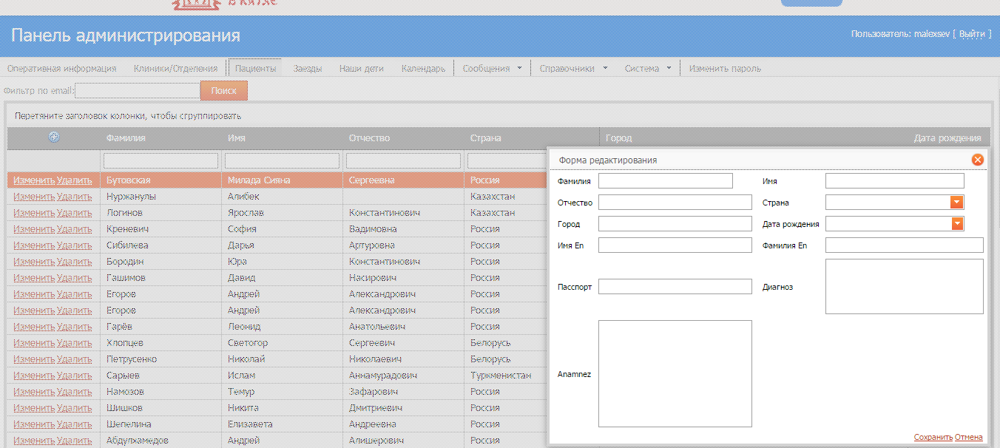 В КИТАЕ
Панель администрирования
Пользователь: malexsev [ Выйти ]
Оперативная информация Клиники/Отделения Пациенты Заезды Наши дети Календарь Сообщения Справочники Система Изменить пароль
Фильтр по email: Поиск
Перетяните заголовок колонки, чтобы сгруппировать
Фамилия Имя Отчество Страна Город Дата рождения
Изменить Удалить Бутовская Милада Сияна Сергеевна Россия
Изменить Удалить Нуржанулы Алибек Казахстан
Изменить Удалить Логинов Ярослав Константинович Казахстан
Изменить Удалить Креневич София Вадимовна Россия
Изменить Удалить Сибилева Дарья Артуровна Россия
Изменить Удалить Бородин Юра Константинович Россия
Изменить Удалить Гашимов Давид Насирович Россия
Изменить Удалить Егоров Андрей Александрович Россия
Изменить Удалить Егоров Андрей Александрович Россия
Изменить Удалить Гарёв Леонид Анатольевич Россия
Изменить Удалить Хлопцев Светогор Сергеевич Белорусь
Изменить Удалить Петрусенко Николай Николаевич Белорусь
Изменить Удалить Сарыев Ислам Аннамурадович Туркменистан
Изменить Удалить Намозов Темур Зафарович Россия
Изменить Удалить Шишков Никита Дмитриевич Россия
Изменить Удалить Шепелина Елизавета Андреевна Россия
Изменить Удалить Абдулхамедов Андрей Алишерович Россия
Форма редактирования
Фамилия Имя
Отчество Страна
Город Дата рождения
Имя En Фамилия En
Пасспорт Диагноз
Anamnez
Сохранить Отмена